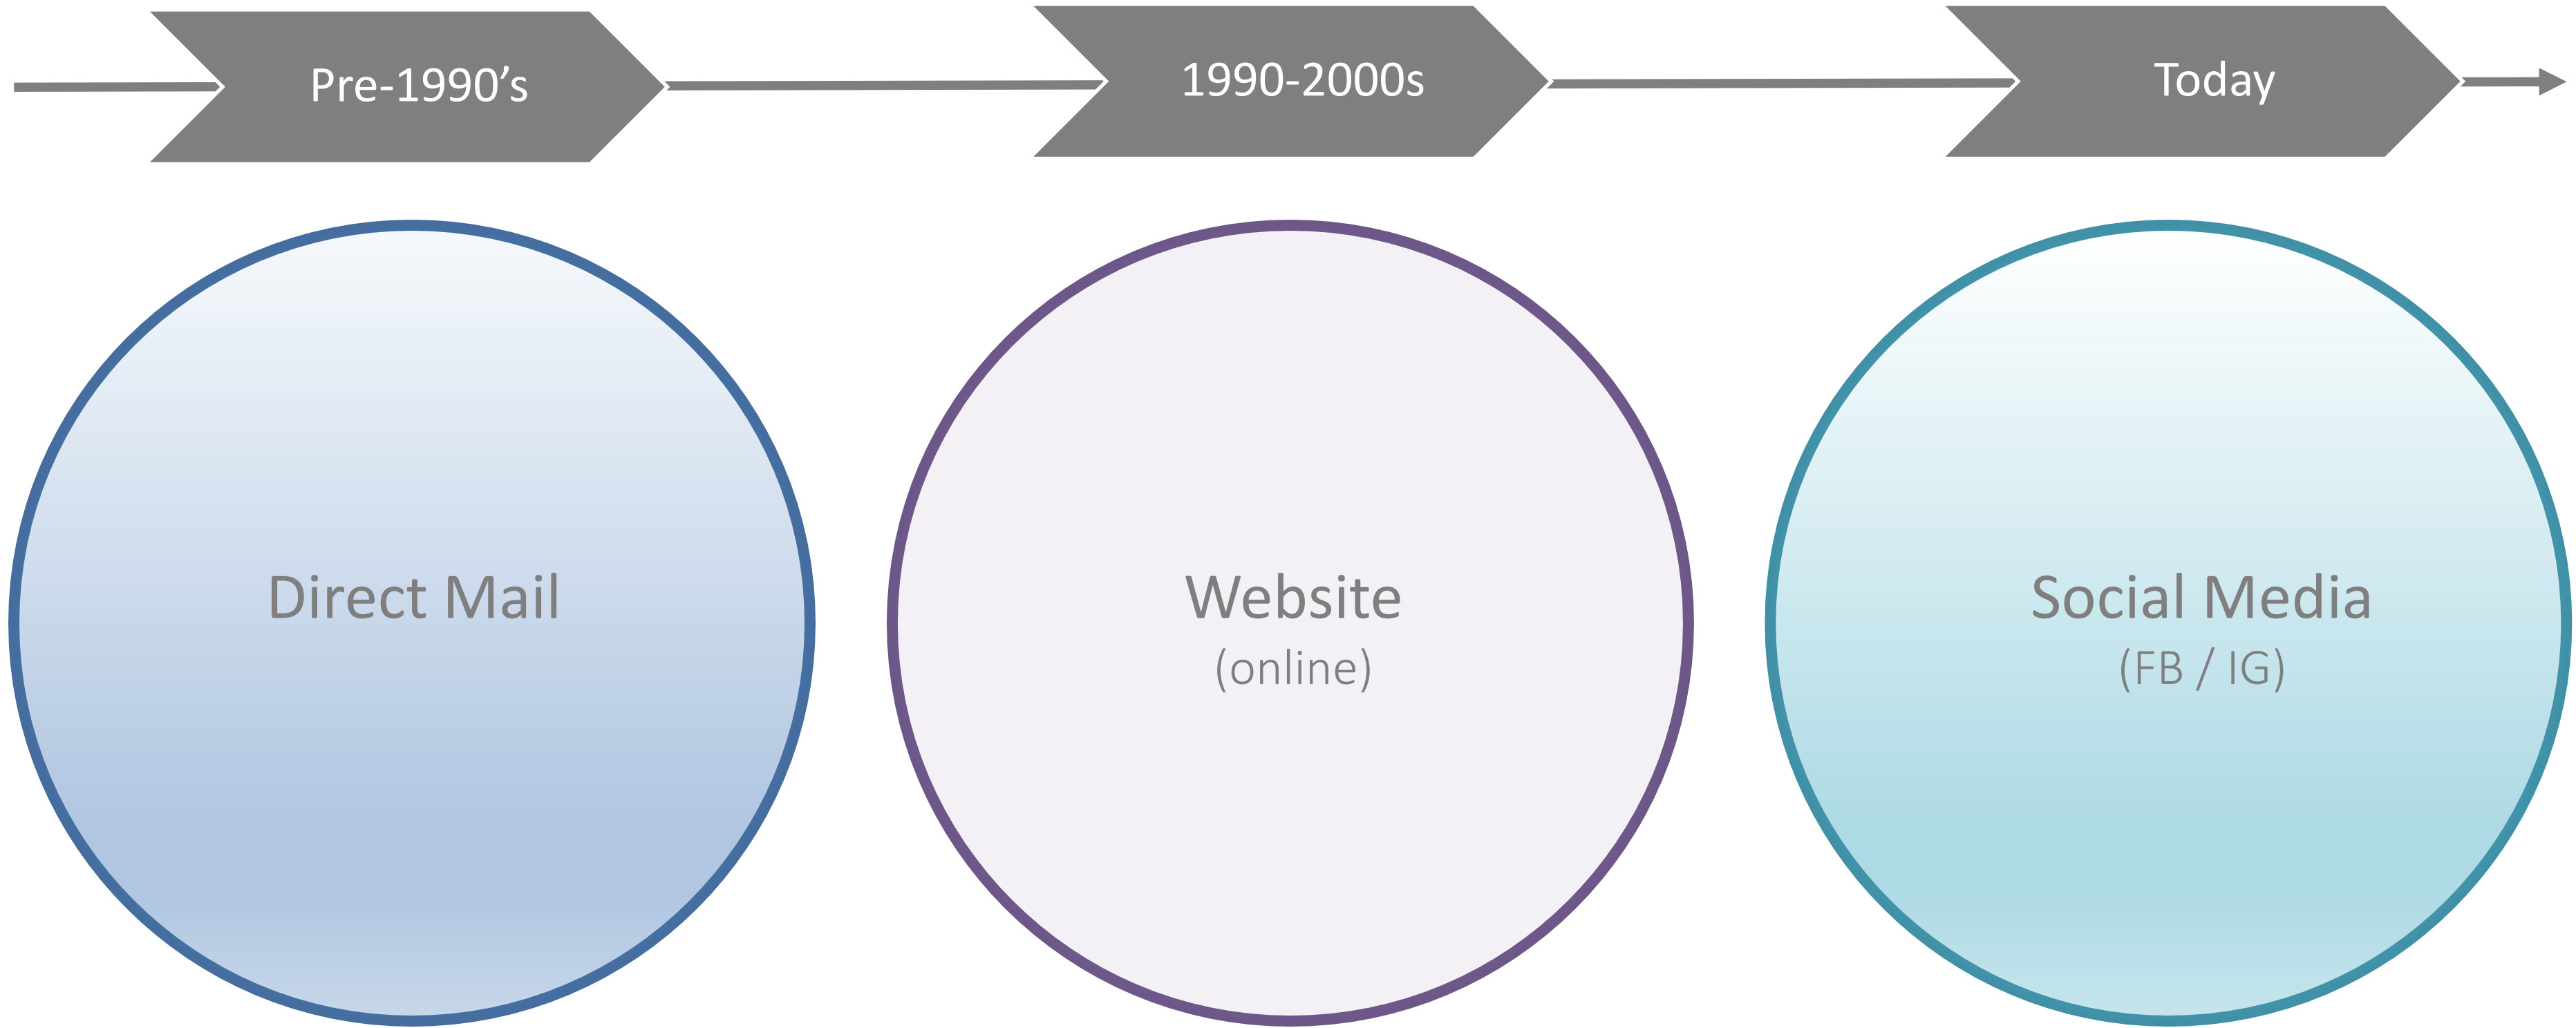 Pre-1990’s
1990-2000s
Today
Direct Mail
Website
(online)
Social Media
(FB / IG)